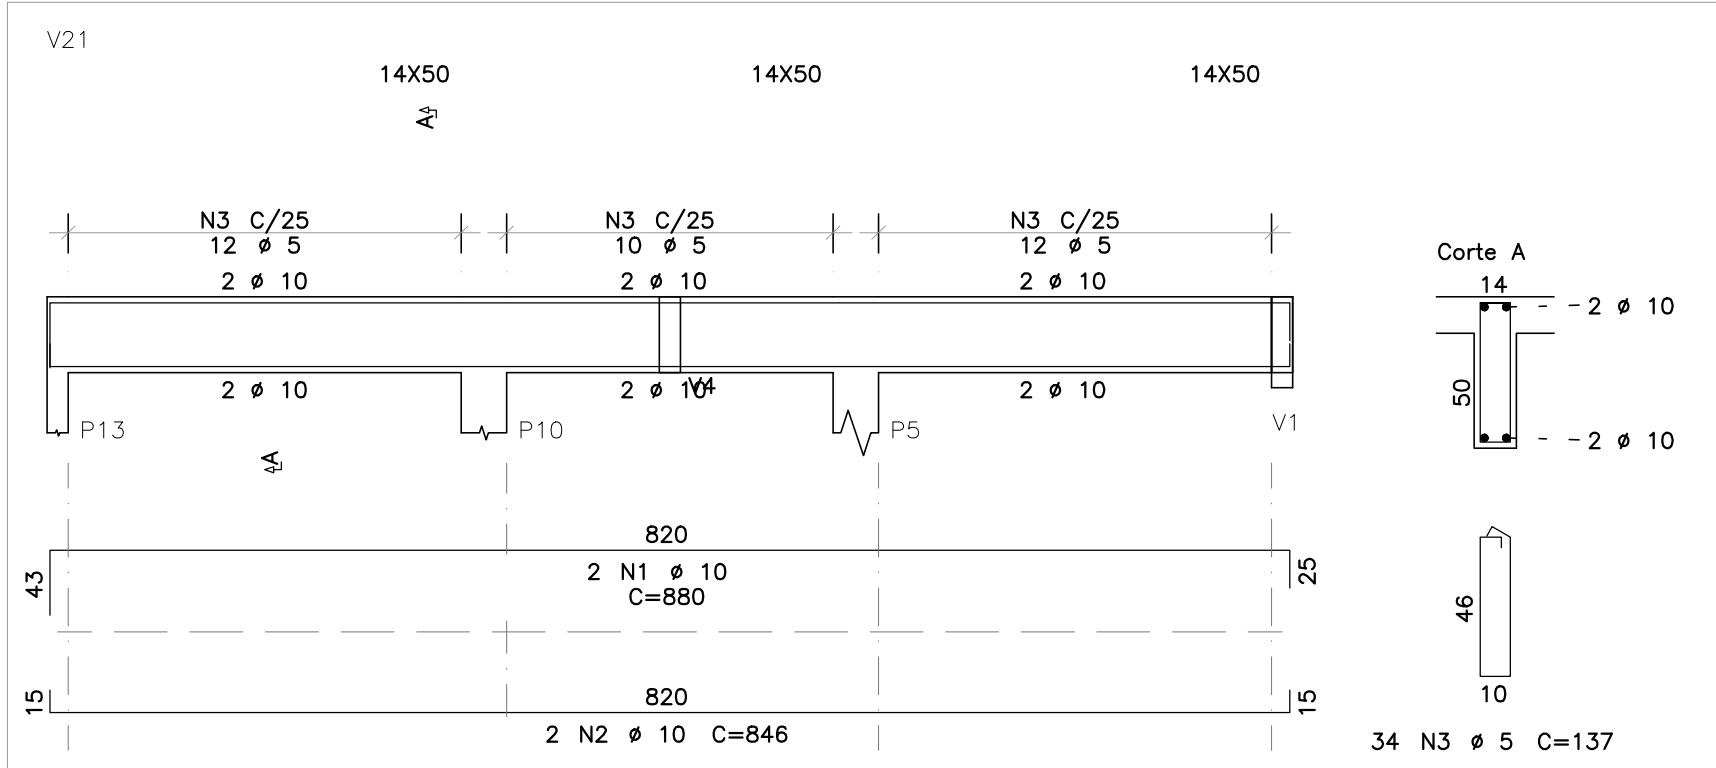 V21
14X50 14X50 14X50
A
N3 C/25 N3 C/25 N3 C/25
12 ø 5 10 ø 5 12 ø 5
2 ø 10 2 ø 10 2 ø 10
Corte A
14
2 ø 10
50
2 ø 10
2 ø 10 2 ø 10 2 ø 10
V4
P13 P10 P5 V1
A
820
43 25
2 N1 ø 10
C=880
820
15 15
2 N2 ø 10 C=846
46
10
34 N3 ø 5 C=137